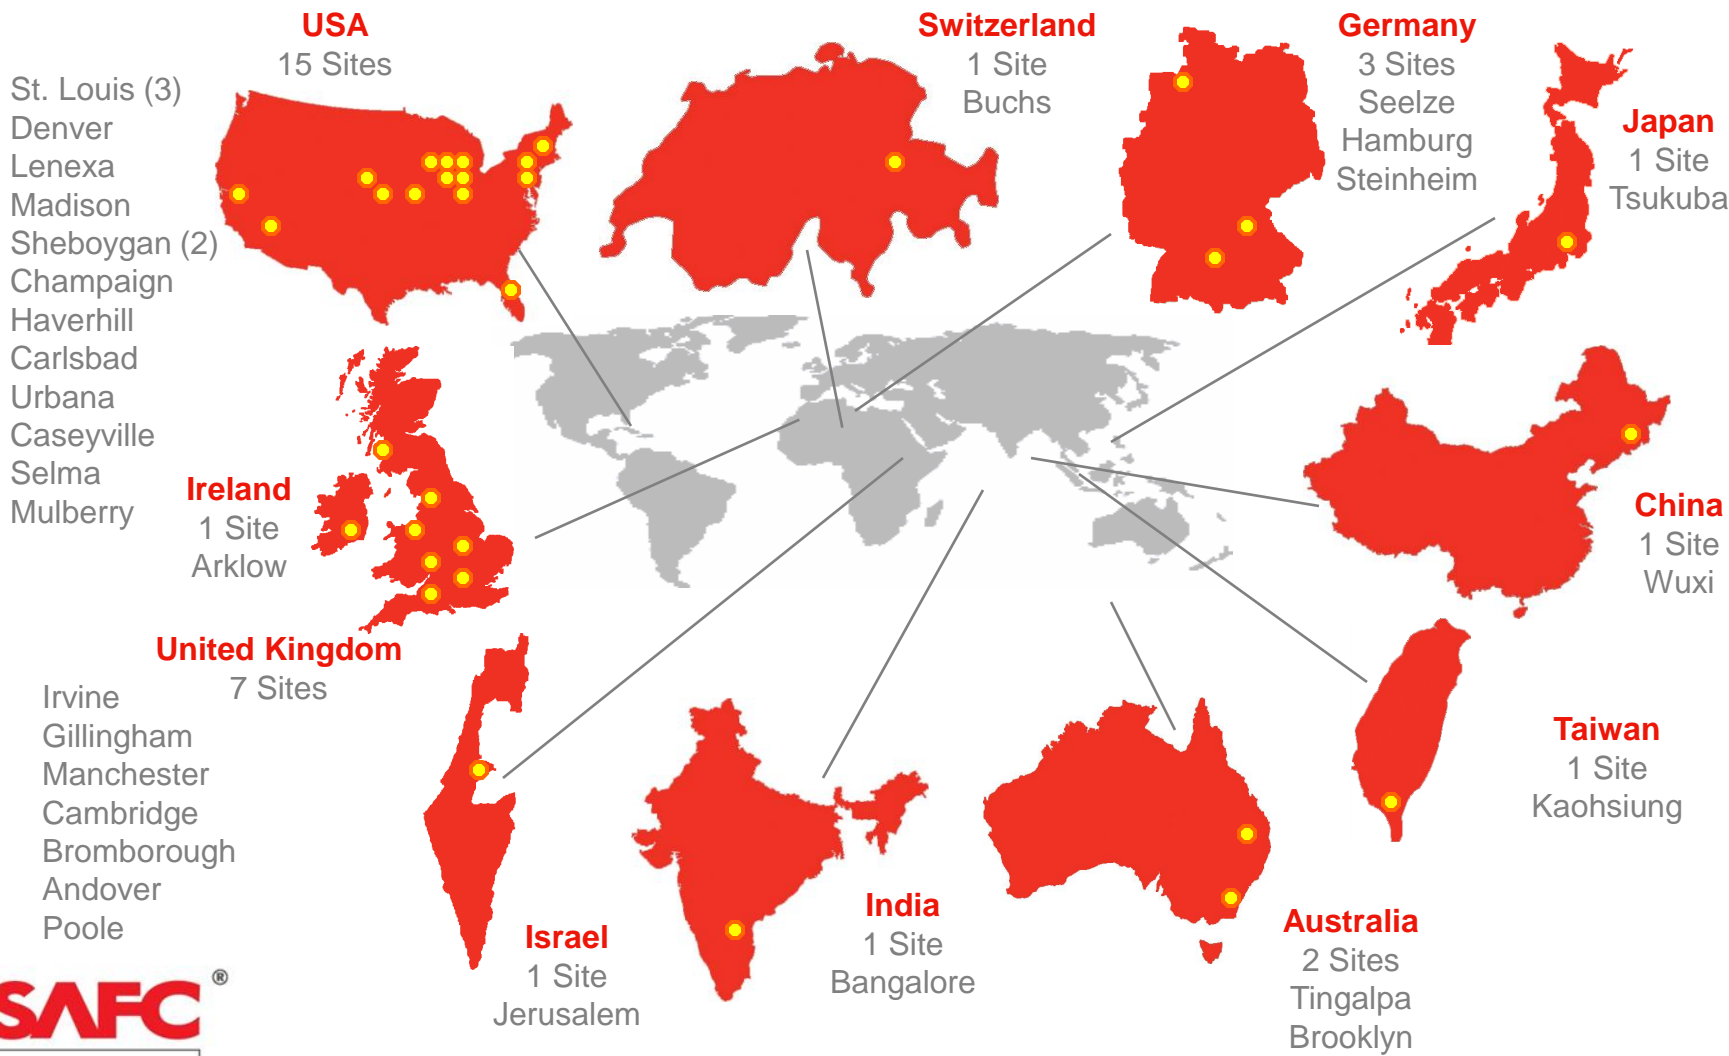 USA
15 Sites
St. Louis (3)
Denver
Lenexa
Madison
Sheboygan (2)
Champaign
Haverhill
Carlsbad
Urbana
Caseyville
Selma
Mulberry
Switzerland
1 Site
Buchs
Germany
3 Sites
Seelze
Hamburg
Steinheim
Japan
1 Site
Tsukuba
Ireland
1 Site
Arklow
China
1 Site
Wuxi
United Kingdom
7 Sites
Irvine
Gillingham
Manchester
Cambridge
Bromborough
Andover
Poole
Taiwan
1 Site
Kaohsiung
Israel
1 Site
Jerusalem
India
1 Site
Bangalore
Australia
2 Sites
Tingalpa
Brooklyn
SAFC®